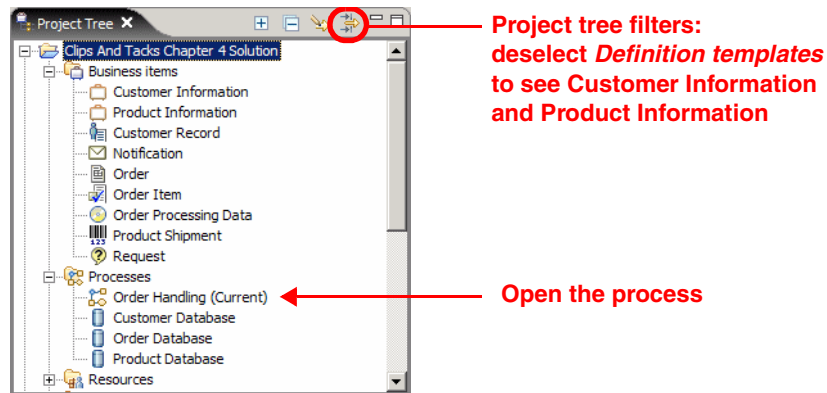 Project Tree
Project tree filters:
deselect Definition templates
to see Customer Information
and Product Information
Clips And Tacks Chapter 4 Solution
Business items
Customer Information
Product Information
Customer Record
Notification
Order
Order Item
Order Processing Data
123
Product Shipment
Request
Processes
Order Handling (Current)
Open the process
Customer Database
Order Database
Product Database
Resources